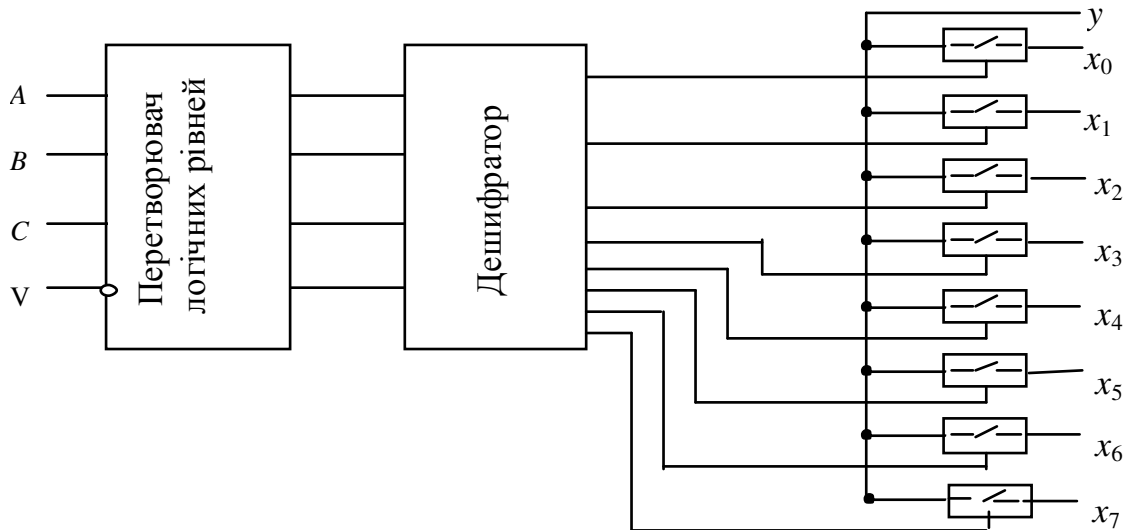 A
B
C
V
Перетворювач
логічних рівней
Дешифратор
y
x0
x1
x2
x3
x4
x5
x6
x7